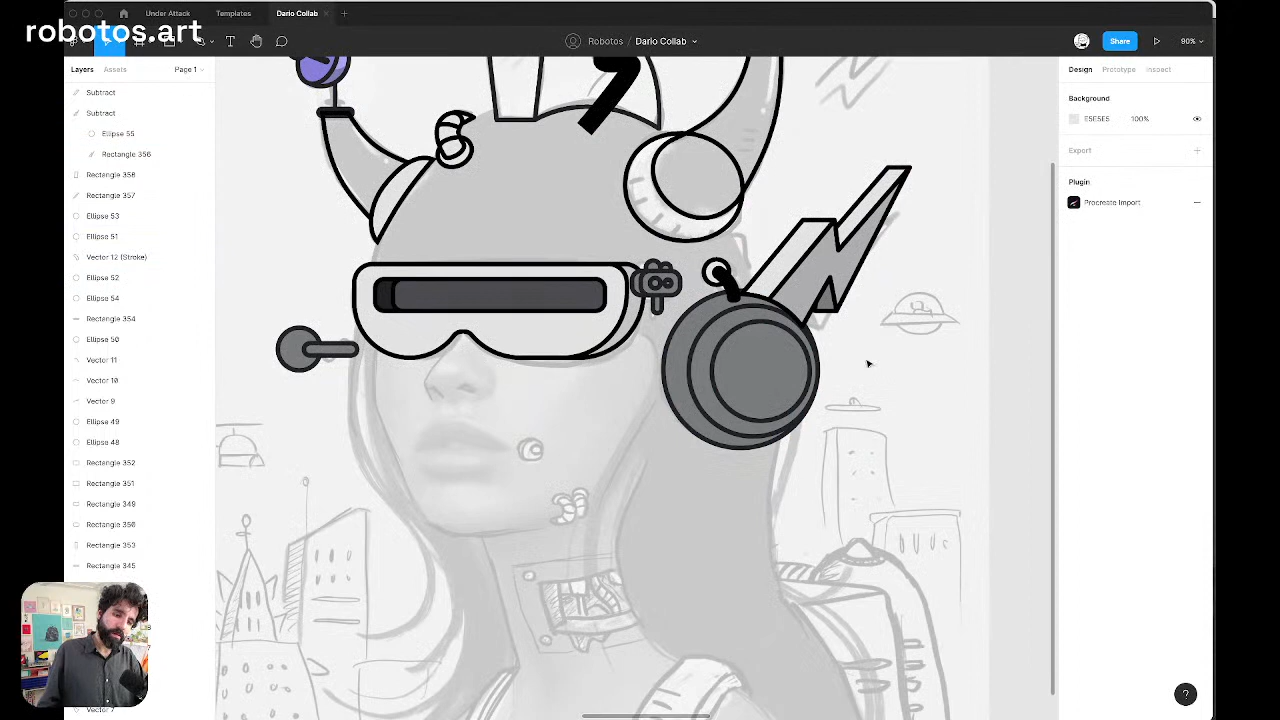 Under Attack
Templates
Dario Collab
robotos.art
Robotos / Dario Collab
Share
90%
Layers
Assets
Page 1
Subtract
Subtract
Ellipse 55
Rectangle 356
Rectangle 358
Rectangle 357
Ellipse 53
Ellipse 51
Vector 12 (Stroke)
Ellipse 52
Ellipse 54
Rectangle 354
Ellipse 50
Vector 11
Vector 10
Vector 9
Ellipse 49
Ellipse 48
Rectangle 352
Rectangle 351
Rectangle 349
Rectangle 350
Rectangle 353
Rectangle 345
Vector 7
Design
Prototype
Inspect
Background
E5E5E5
100%
Export
Plugin
Procreate Import
?